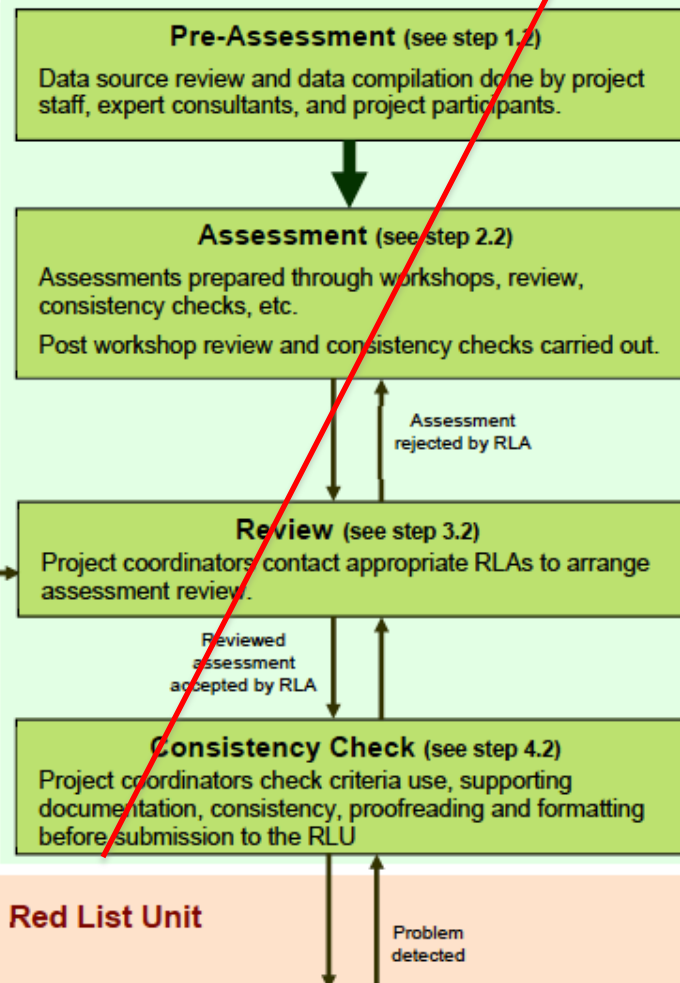 Pre-Assessment (see step 1.2)
Data source review and data compilation done by project
staff, expert consultants, and project participants.
Assessment (see step 2.2)
Assessments prepared through workshops, review,
consistency checks, etc.
Post workshop review and consistency checks carried out.
Assessment
rejected by RLA
Review (see step 3.2)
Project coordinators contact appropriate RLAs to arrange
assessment review.
Reviewed
assessment
accepted by RLA
Consistency Check (see step 4.2)
Project coordinators check criteria use, supporting
documentation, consistency, proofreading and formatting
before submission to the RLU
Red List Unit
Problem
detected